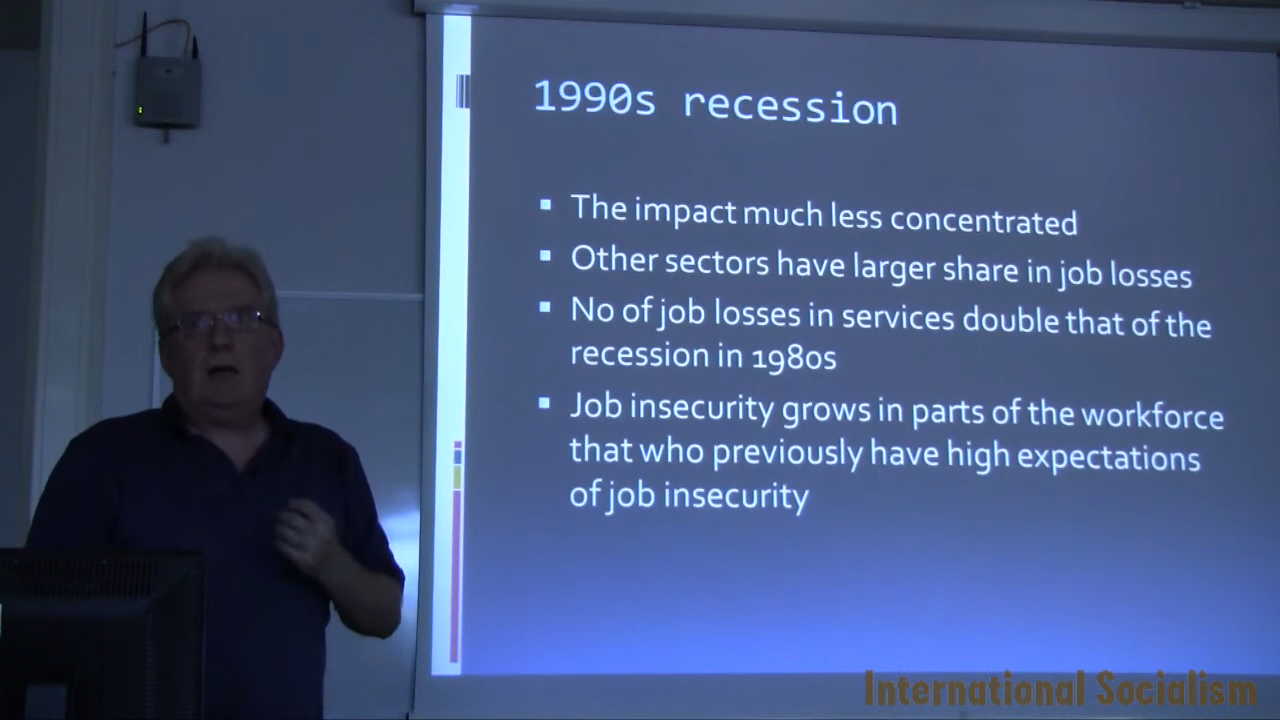 1990s recession
▪ The impact much less concentrated
▪ Other sectors have larger share in job losses
▪ No of job losses in services double that of the
recession in 1980s
▪ Job insecurity grows in parts of the workforce
that who previously have high expectations
of job insecurity
International Socialism